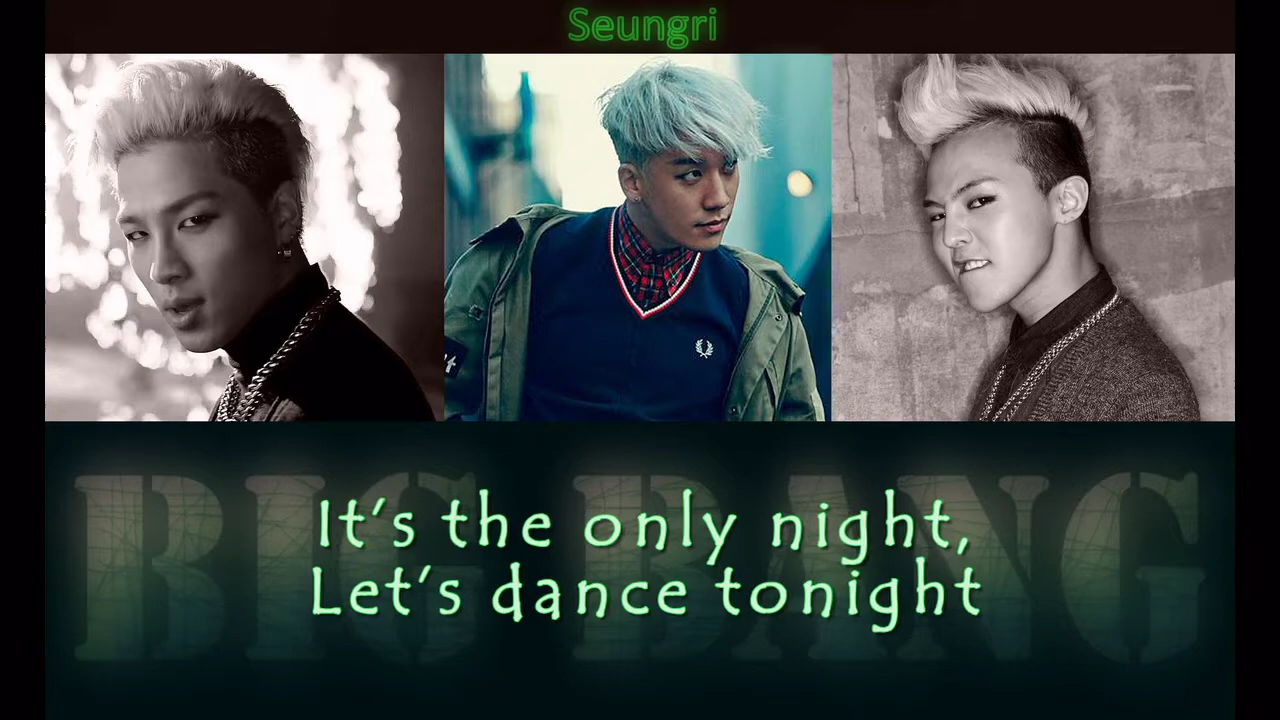 Seungri
BIG BANG
It's the only night,
Let's dance tonight